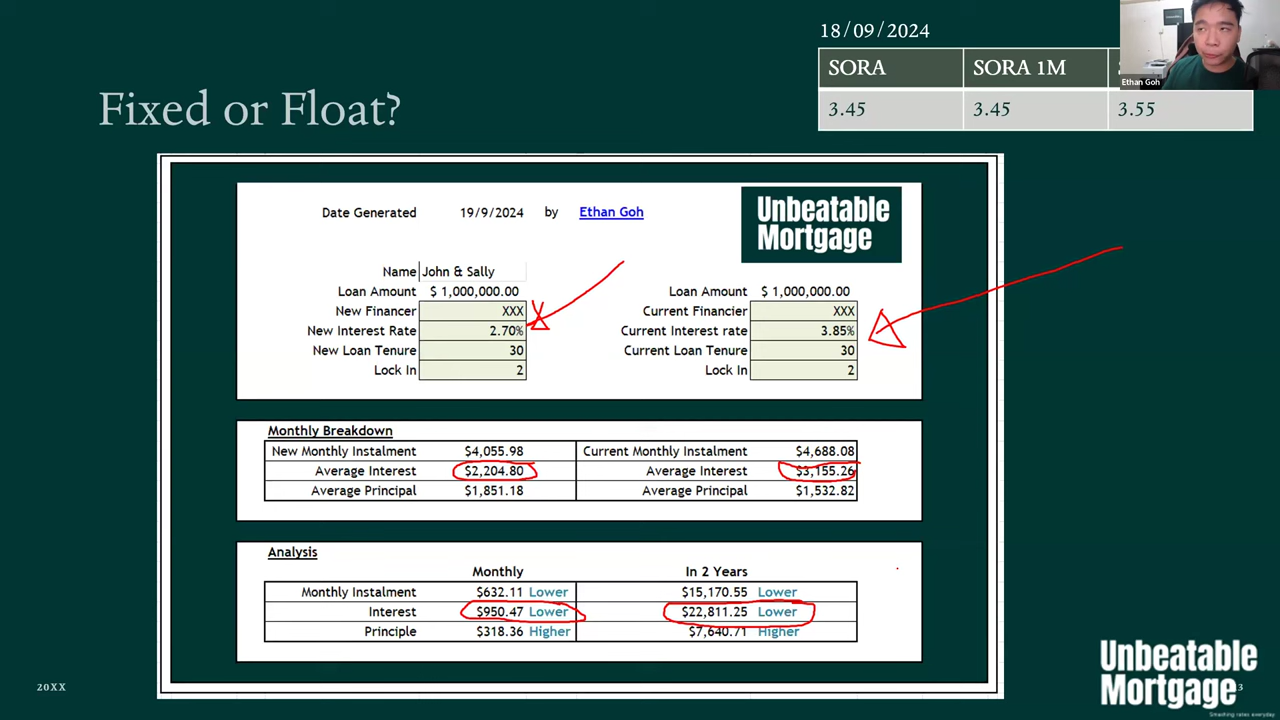 18/09/2024
SORA SORA 1M
3.45 3.45 3.55
Ethan Goh
Fixed or Float?
Date Generated 19/9/2024 by Ethan Goh
Unbeatable
Mortgage
Name John & Sally
Loan Amount $ 1,000,000.00 Loan Amount $ 1,000,000.00
New Financer XXX Current Financier XXX
New Interest Rate 2.70% Current Interest rate 3.85%
New Loan Tenure 30 Current Loan Tenure 30
Lock In 2 Lock In 2
Monthly Breakdown
New Monthly Instalment $4,055.98 Current Monthly Instalment $4,688.08
Average Interest $2,204.80 Average Interest $3,155.26
Average Principal $1,851.18 Average Principal $1,532.82
Analysis
Monthly In 2 Years
Monthly Instalment $632.11 Lower $15,170.55 Lower
Interest $950.47 Lower $22,811.25 Lower
Principle $318.36 Higher $7,640.71 Higher
20XX
Unbeatable
Mortgage
Smashing rates everyday